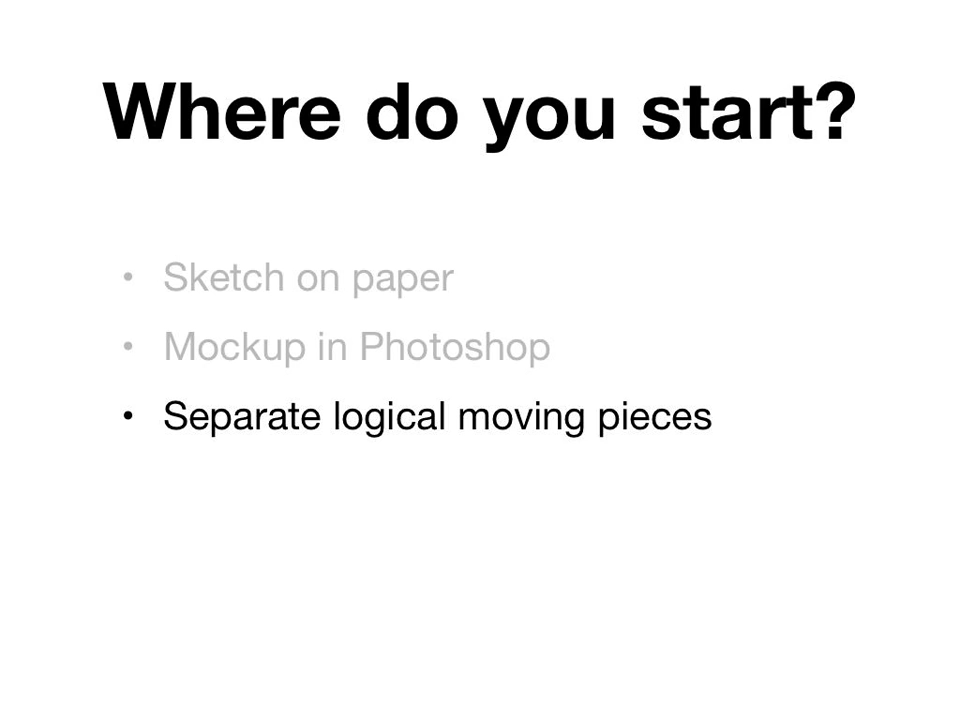 Where do you start?
• Sketch on paper
• Mockup in Photoshop
• Separate logical moving pieces